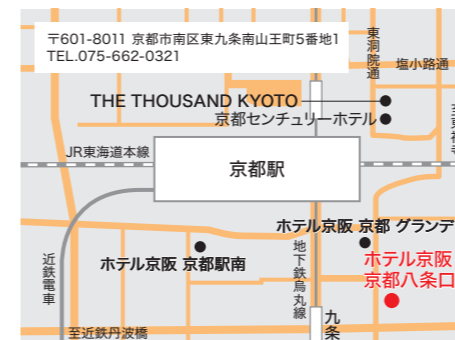 〒601-8011 京都市南区東九条南山王町5番地1
TEL.075-662-0321
東洞院通
塩小路通
THE THOUSAND KYOTO
京都センチュリーホテル
至東福寺
JR東海道本線
京都駅
ホテル京阪 京都 グランデ
ホテル京阪 京都駅南
ホテル京阪
京都八条口
近鉄電車
地下鉄烏丸線
九条
至近鉄丹波橋